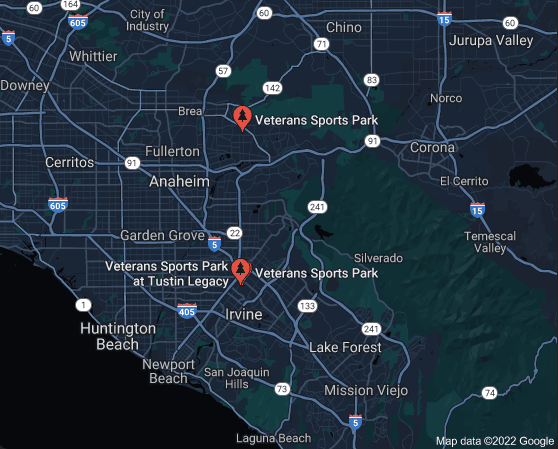 60
164
605
City of
Industry
60
15
60
Chino
5
Whittier
71
Jurupa Valley
57
83
Downey
142
Norco
Brea
Veterans Sports Park
Fullerton
91
Corona
Cerritos
91
Anaheim
El Cerrito
605
241
15
22
Garden Grove
5
Temescal
Valley
Silverado
Veterans Sports Park
at Tustin Legacy
Veterans Sports Park
1
405
Irvine
133
Huntington
Beach
241
Lake Forest
Newport
Beach
San Joaquin
Hills
73
Mission Viejo
74
5
Laguna Beach
Map data ©2022 Google